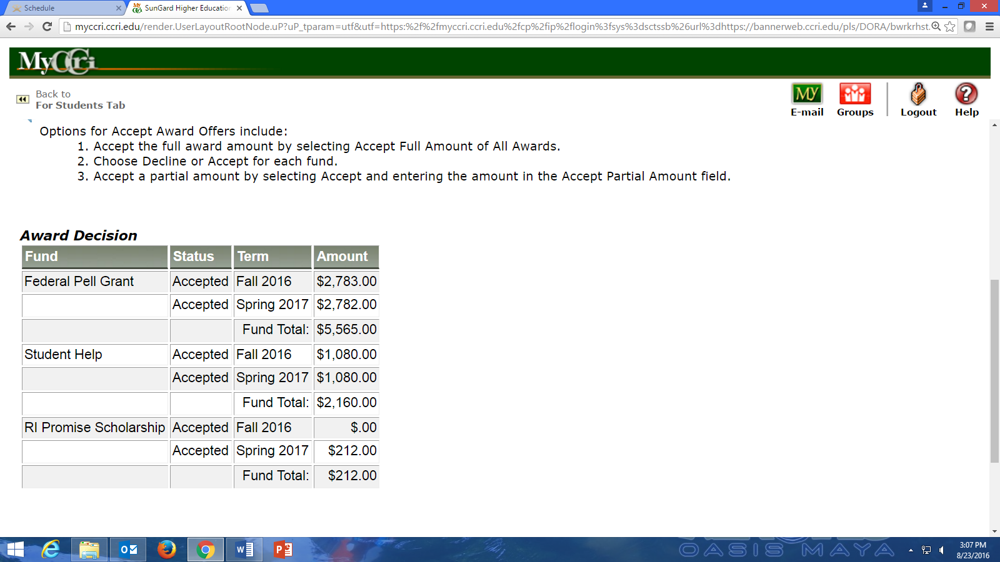 Schedule
SunGard Higher Educatio
myccri.ccri.edu/render.UserLayoutRootNode.uP?uP_tparam=utf&utf=https:%2f%2fmyccri.ccri.edu%2fcp%2fip%2flogin%3fsys%3dsctssb%26url%3dhttps://bannerweb.ccri.edu/pls/DORA/bwrkrhst.
MyCCri
Back to
For Students Tab
MY
E-mail Groups Logout Help
Options for Accept Award Offers include:
1. Accept the full award amount by selecting Accept Full Amount of All Awards.
2. Choose Decline or Accept for each fund.
3. Accept a partial amount by selecting Accept and entering the amount in the Accept Partial Amount field.
Award Decision
Fund Status Term Amount
Federal Pell Grant Accepted Fall 2016 $2,783.00
Accepted Spring 2017 $2,782.00
Fund Total: $5,565.00
Student Help Accepted Fall 2016 $1,080.00
Accepted Spring 2017 $1,080.00
Fund Total: $2,160.00
RI Promise Scholarship Accepted Fall 2016 $.00
Accepted Spring 2017 $212.00
Fund Total: $212.00
OASIS MAYA
3:07 PM
8/23/2016